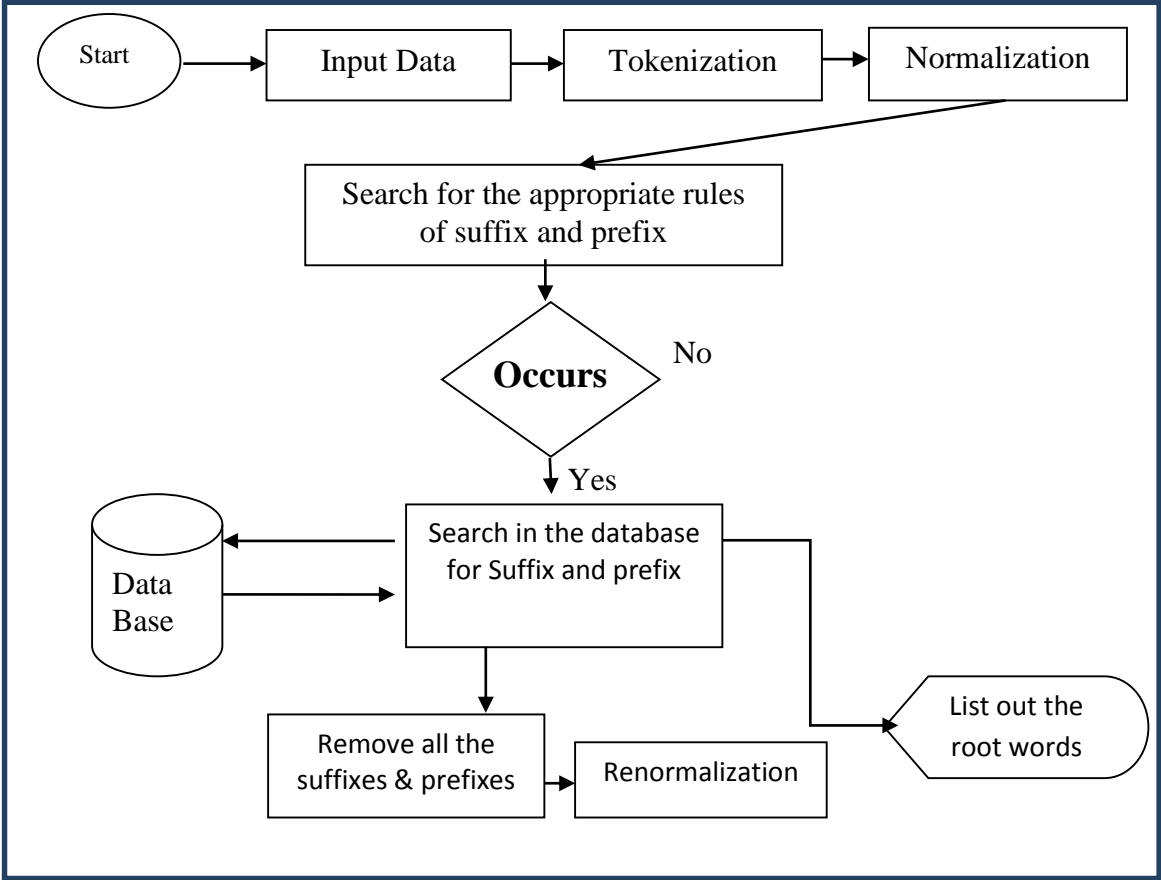 Start
Input Data
Tokenization
Normalization
Search for the appropriate rules
of suffix and prefix
Occurs
No
Yes
Search in the database
for Suffix and prefix
Data
Base
Remove all the
suffixes & prefixes
Renormalization
List out the
root words